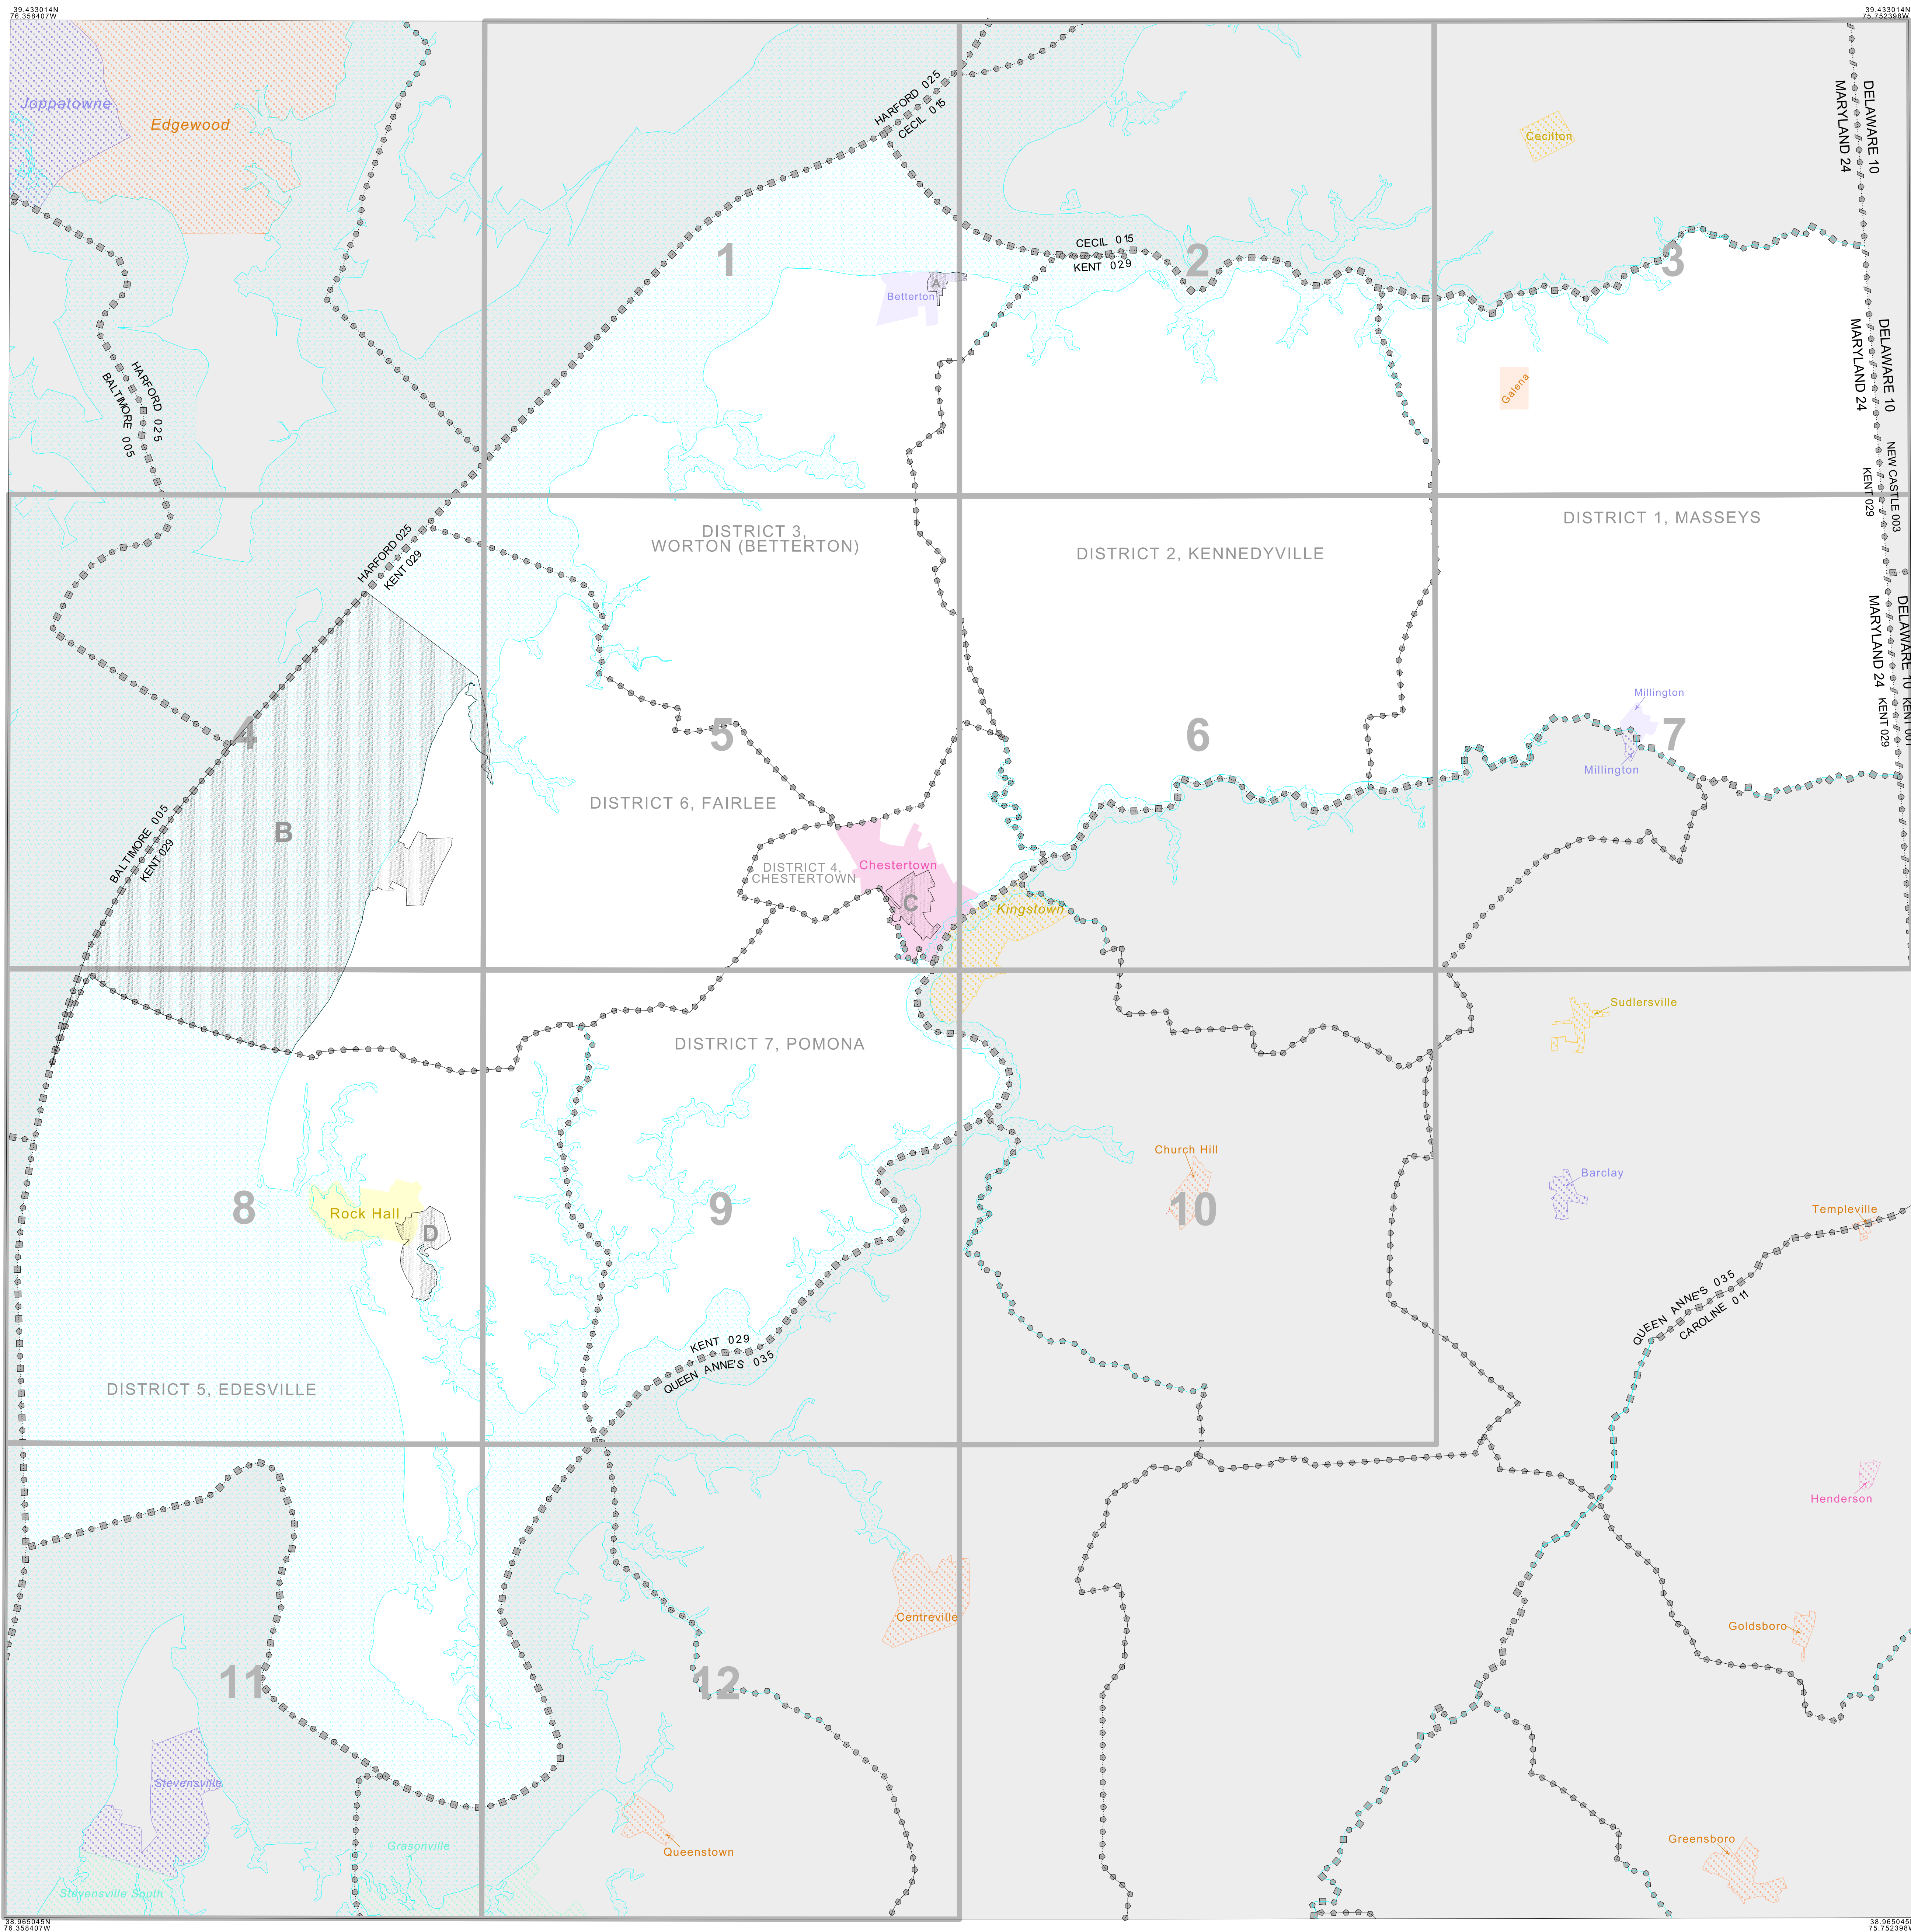 39.433014N
76.358407W
39.433014N
75.752398W
Joppatowne
Edgewood
HARFORD 025
CECIL 015
Cecilton
DELAWARE 10
MARYLAND 24
1
CECIL 015
KENT 029
2
3
Betterton
A
HARFORD 025
BALTIMORE 005
Galena
DELAWARE 10
MARYLAND 24
NEW CASTLE 003
KENT 029
HARFORD 025
KENT 029
DISTRICT 3,
WORTON (BETTERTON)
DISTRICT 2, KENNEDYVILLE
DISTRICT 1, MASSEYS
DELAWARE 10
MARYLAND 24
KENT 001
KENT 029
4
5
6
7
Millington
Millington
DISTRICT 6, FAIRLEE
B
BALTIMORE 005
KENT 029
DISTRICT 4,
CHESTERTOWN
Chestertown
C
Kingstown
Sudlersville
DISTRICT 7, POMONA
Church Hill
Barclay
8
Rock Hall
D
9
10
Templeville
KENT 029
QUEEN ANNE'S 035
QUEEN ANNE'S 035
CAROLINE 011
DISTRICT 5, EDESVILLE
Henderson
Centreville
Goldsboro
11
12
Stevensville
Grasonville
Queenstown
Greensboro
Stevensville South
38.965045N
76.358407W
38.965045N
75.752398W